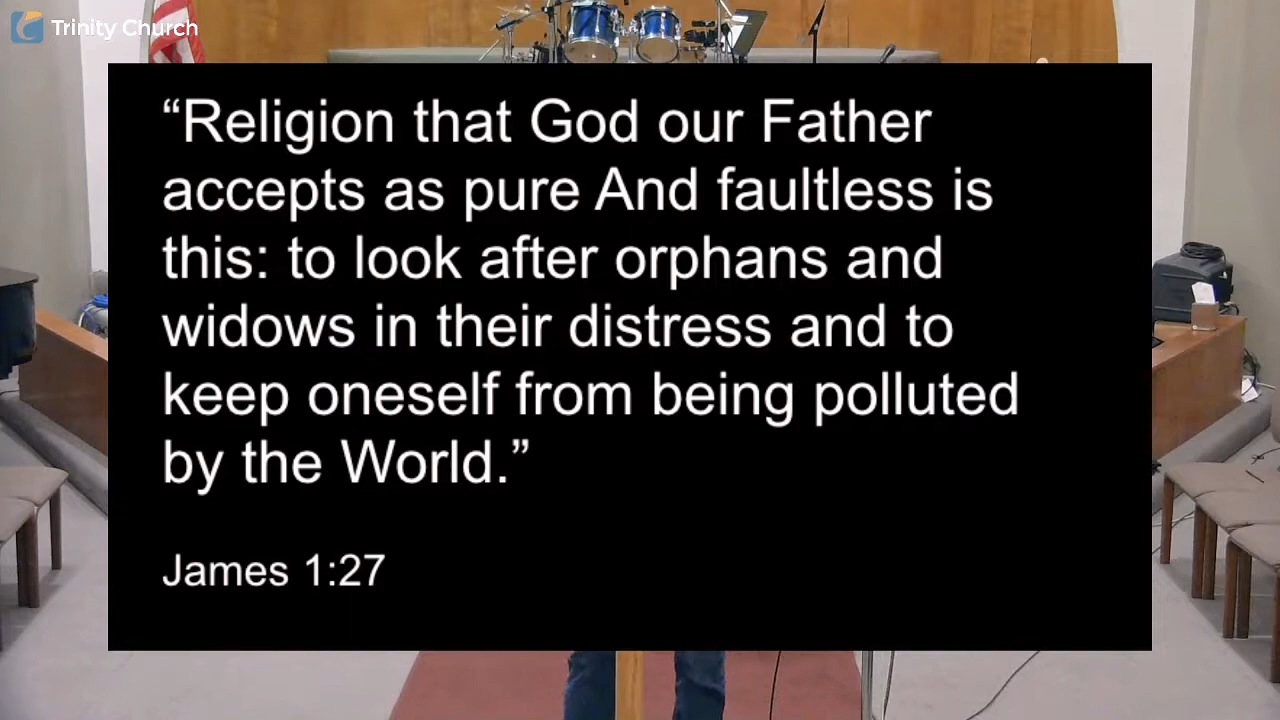 Trinity Church
“Religion that God our Father
accepts as pure And faultless is
this: to look after orphans and
widows in their distress and to
keep oneself from being polluted
by the World.”
James 1:27